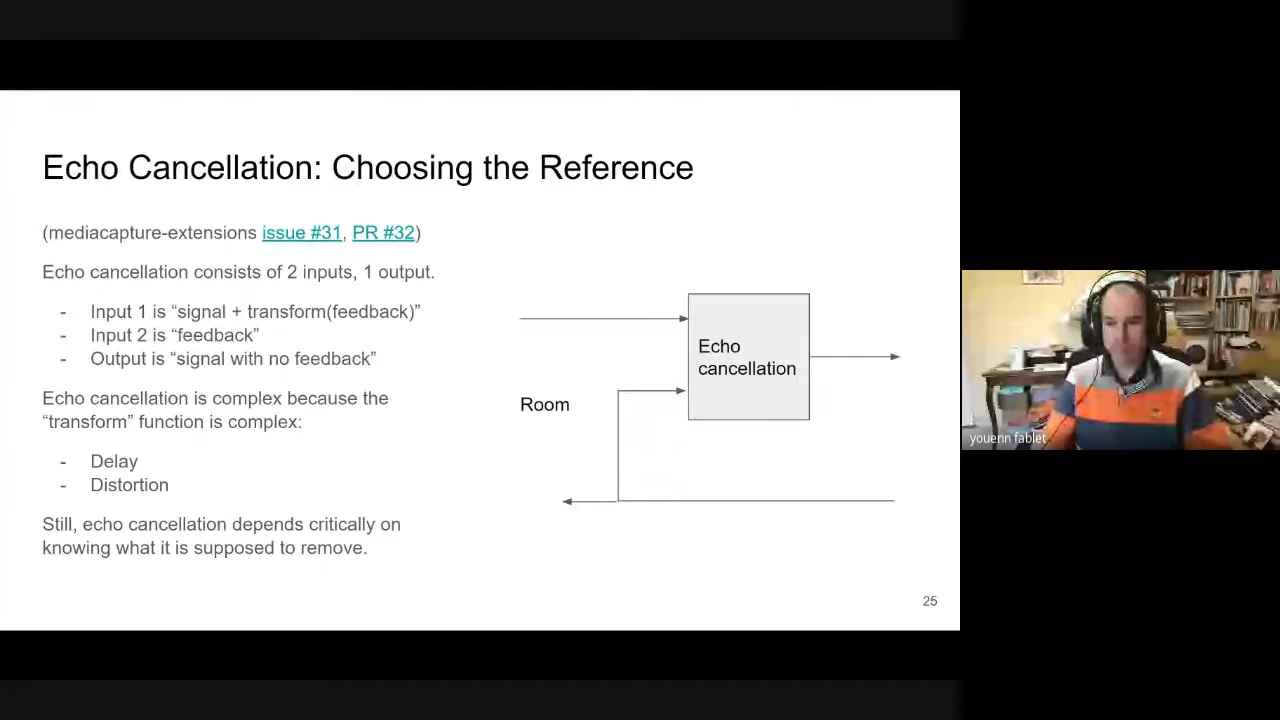 Echo Cancellation: Choosing the Reference
(mediacapture-extensions issue #31, PR #32)
Echo cancellation consists of 2 inputs, 1 output.
- Input 1 is “signal + transform(feedback)”
- Input 2 is “feedback”
- Output is “signal with no feedback”
Echo cancellation is complex because the
“transform” function is complex:
- Delay
- Distortion
Still, echo cancellation depends critically on
knowing what it is supposed to remove.
Echo
cancellation
Room
25
youenn fablet